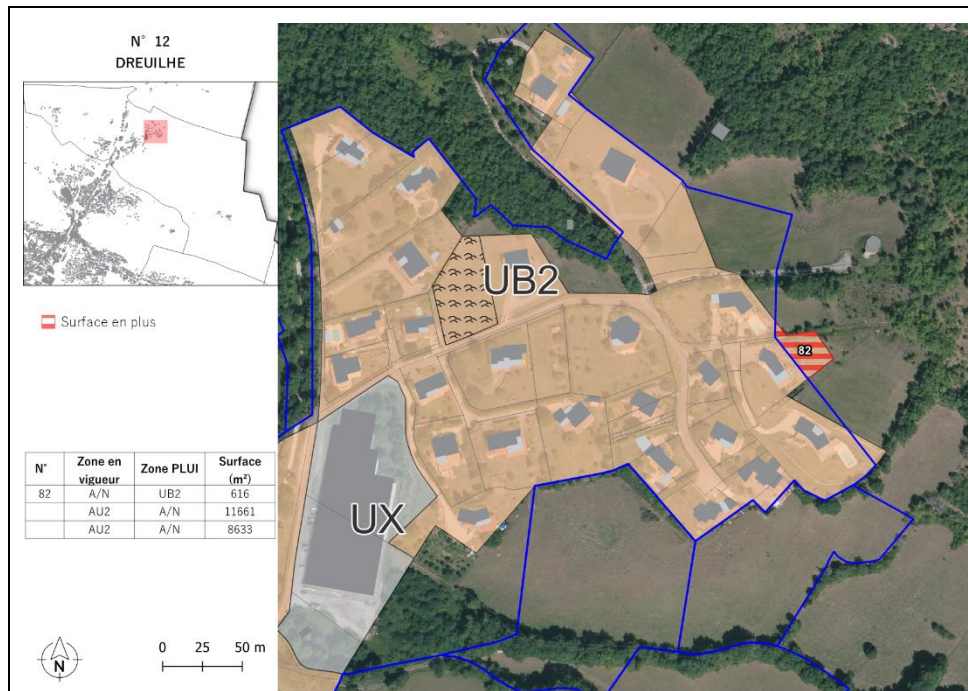 N° 12
DREUILHE
Surface en plus
N° Zone en vigueur Zone PLUI Surface (m²)
82 A/N UB2 616
AU2 A/N 11661
AU2 A/N 8633
N
0 25 50 m
UB2
82
UX